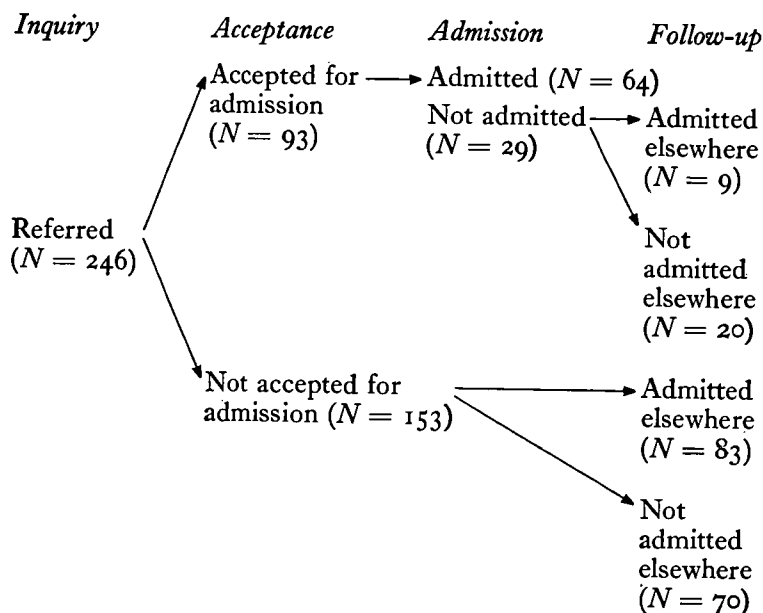 Inquiry Acceptance Admission Follow-up
Accepted for
admission
(N = 93)
Admitted (N = 64)
Not admitted
(N = 29)
Admitted
elsewhere
(N = 9)
Not
admitted
elsewhere
(N = 20)
Referred
(N = 246)
Not accepted for
admission (N = 153)
Admitted
elsewhere
(N = 83)
Not
admitted
elsewhere
(N = 70)